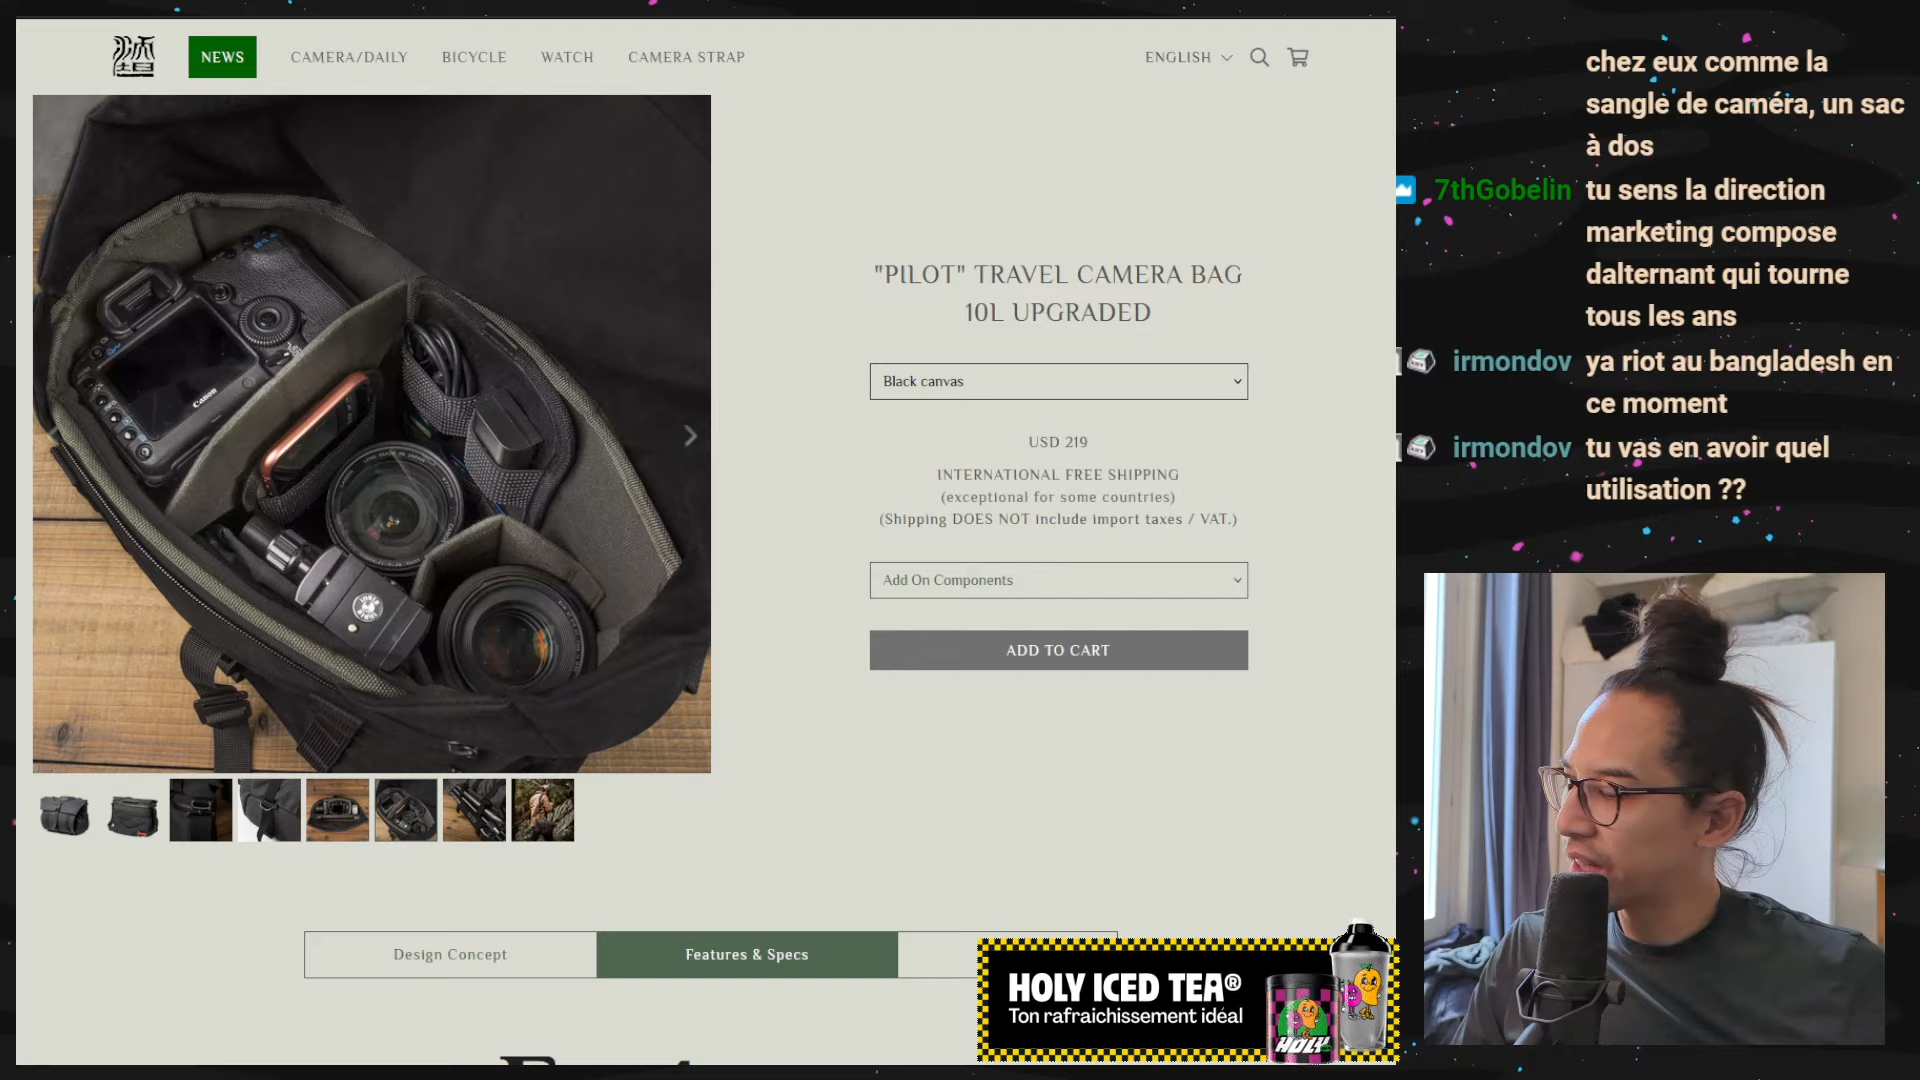 NEWS
CAMERA/DAILY
BICYCLE
WATCH
CAMERA STRAP
ENGLISH
"PILOT" TRAVEL CAMERA BAG
10L UPGRADED
Black canvas
USD 219
INTERNATIONAL FREE SHIPPING
(exceptional for some countries)
(Shipping DOES NOT include import taxes / VAT.)
Add On Components
ADD TO CART
Canon
Design Concept
Features & Specs
HOLY ICED TEA®
Ton rafraichissement idéal
HOLY
chez eux comme la
sangle de caméra, un sac
à dos
7thGobelin tu sens la direction
marketing compose
dalternant qui tourne
tous les ans
irmondov ya riot au bangladesh en
ce moment
irmondov tu vas en avoir quel
utilisation ??